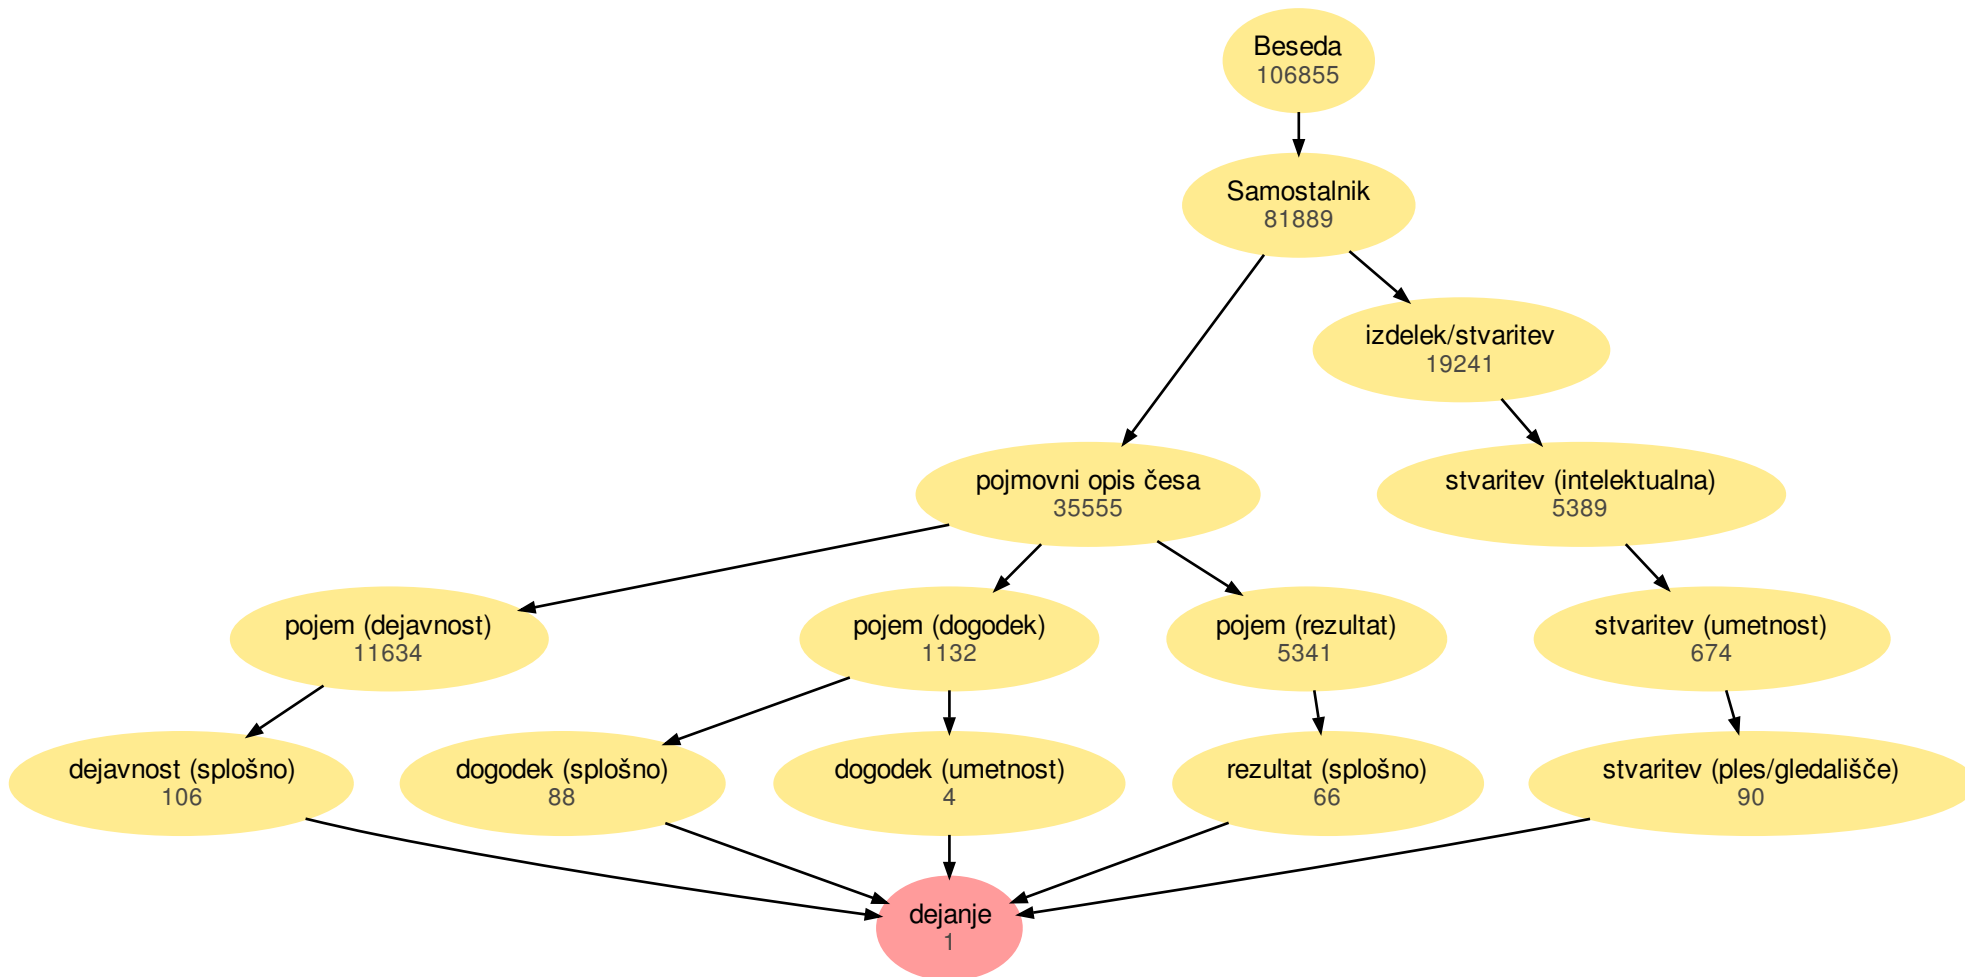 Beseda
106855
Samostalnik
81889
izdelek/stvaritev
19241
pojmovni opis česa
35555
stvaritev (intelektualna)
5389
pojem (dejavnost)
11634
pojem (dogodek)
1132
pojem (rezultat)
5341
stvaritev (umetnost)
674
dejavnost (splošno)
106
dogodek (splošno)
88
dogodek (umetnost)
4
rezultat (splošno)
66
stvaritev (ples/gledališče)
90
dejanje
1